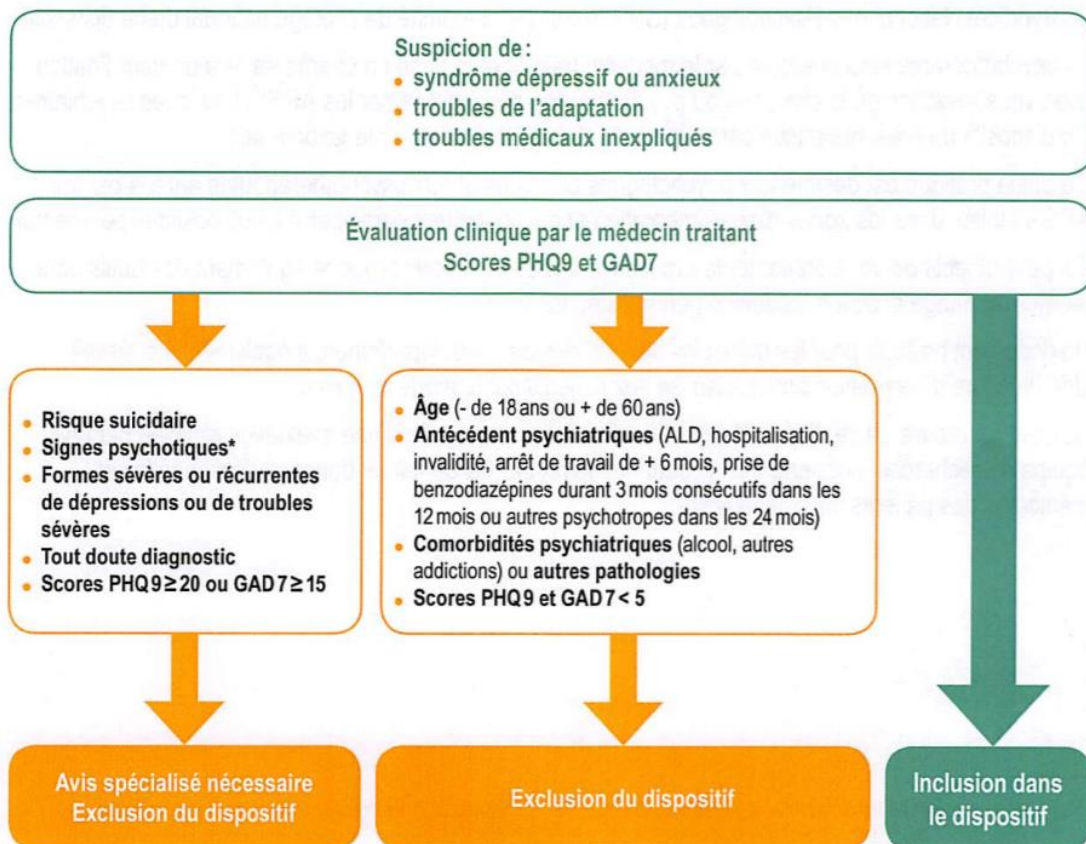 Suspicion de :
• syndrôme dépressif ou anxieux
• troubles de l'adaptation
• troubles médicaux inexpliqués
Évaluation clinique par le médecin traitant
Scores PHQ9 et GAD7
• Risque suicidaire
• Signes psychotiques*
• Formes sévères ou récurrentes
de dépressions ou de troubles
sévères
• Tout doute diagnostic
• Scores PHQ9 ≥ 20 ou GAD7 ≥ 15
• Âge (- de 18 ans ou + de 60 ans)
• Antécédent psychiatriques (ALD, hospitalisation,
invalidité, arrêt de travail de + 6 mois, prise de
benzodiazépines durant 3 mois consécutifs dans les
12 mois ou autres psychotropes dans les 24 mois)
• Comorbidités psychiatriques (alcool, autres
addictions) ou autres pathologies
• Scores PHQ9 et GAD7 < 5
Avis spécialisé nécessaire
Exclusion du dispositif
Exclusion du dispositif
Inclusion dans
le dispositif